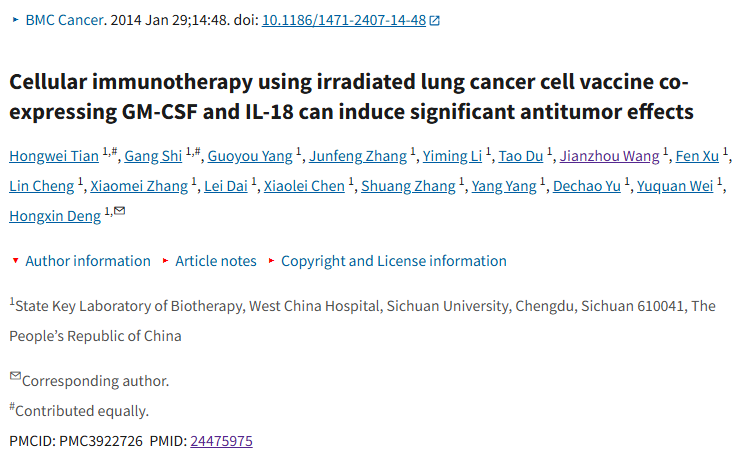 ▸ BMC Cancer. 2014 Jan 29;14:48. doi: 10.1186/1471-2407-14-48
Cellular immunotherapy using irradiated lung cancer cell vaccine co-
expressing GM-CSF and IL-18 can induce significant antitumor effects
Hongwei Tian 1,#, Gang Shi 1,#, Guoyou Yang 1, Junfeng Zhang 1, Yiming Li 1, Tao Du 1, Jianzhou Wang 1, Fen Xu 1,
Lin Cheng 1, Xiaomei Zhang 1, Lei Dai 1, Xiaolei Chen 1, Shuang Zhang 1, Yang Yang 1, Dechao Yu 1, Yuquan Wei 1,
Hongxin Deng 1,✉
▾ Author information ▸ Article notes ▸ Copyright and License information
1State Key Laboratory of Biotherapy, West China Hospital, Sichuan University, Chengdu, Sichuan 610041, The
People’s Republic of China
✉Corresponding author.
#Contributed equally.
PMCID: PMC3922726 PMID: 24475975